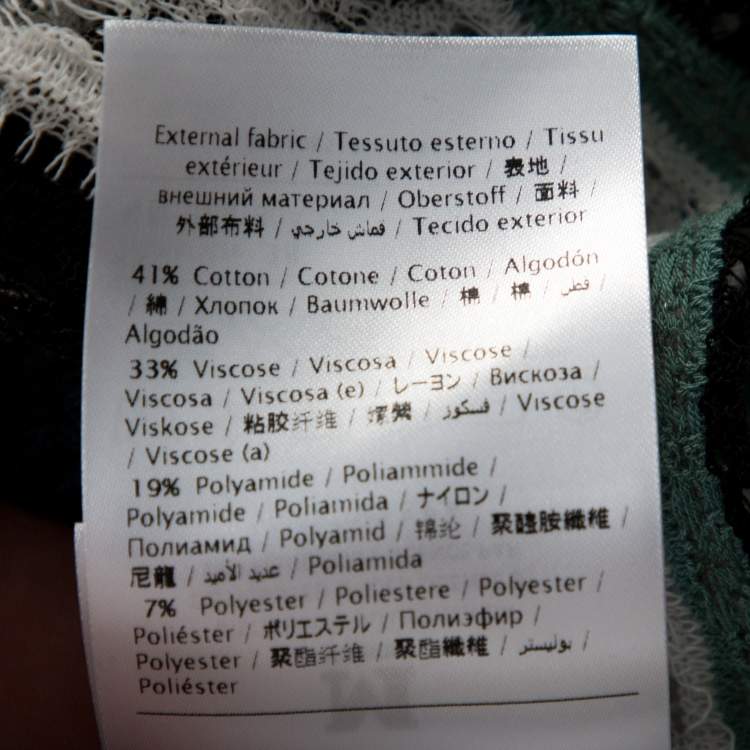 External fabric / Tessuto esterno / Tissu
extérieur / Tejido exterior / 表地 /
внешний материал / Oberstoff / 面料 /
外部布料 / قماش خارجي / Tecido exterior
41% Cotton / Cotone / Coton / Algodón
/ 綿 / Хлопок / Baumwolle / 棉 / 棉 / قطن /
Algodão
33% Viscose / Viscosa / Viscose /
Viscosa / Viscosa (e) / レーヨン / Вискоза /
Viskose / 粘胶纤维 / / فسكوز / Viscose
/ Viscose (a)
19% Polyamide / Poliammide /
Polyamide / Poliamida / ナイロン /
Полиамид / Polyamid / 锦纶 / 聚醯胺纖維 /
尼龍 / عديد الأميد / Poliamida
7% Polyester / Poliestere / Polyester /
Poliéster / ポリエステル / Полиэфир /
Polyester / 聚酯纤维 / 聚酯纖維 / بوليستر /
Poliéster